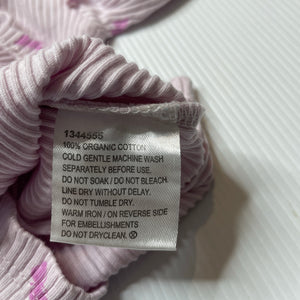 1344555
100% ORGANIC COTTON
COLD GENTLE MACHINE WASH
SEPARATELY BEFORE USE.
DO NOT SOAK / DO NOT BLEACH.
LINE DRY WITHOUT DELAY.
DO NOT TUMBLE DRY.
WARM IRON / ON REVERSE SIDE
FOR EMBELLISHMENTS
DO NOT DRYCLEAN.